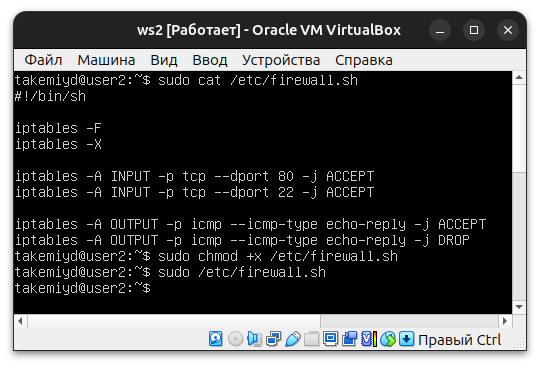 ws2 [Работает] - Oracle VM VirtualBox
Файл Машина Вид Ввод Устройства Справка
takemiyd@user2:~$ sudo cat /etc/firewall.sh
#!/bin/sh
iptables -F
iptables -X
iptables -A INPUT -p tcp --dport 80 -j ACCEPT
iptables -A INPUT -p tcp --dport 22 -j ACCEPT
iptables -A OUTPUT -p icmp --icmp-type echo-reply -j ACCEPT
iptables -A OUTPUT -p icmp --icmp-type echo-reply -j DROP
takemiyd@user2:~$ sudo chmod +x /etc/firewall.sh
takemiyd@user2:~$ sudo /etc/firewall.sh
takemiyd@user2:~$
Правый Ctrl